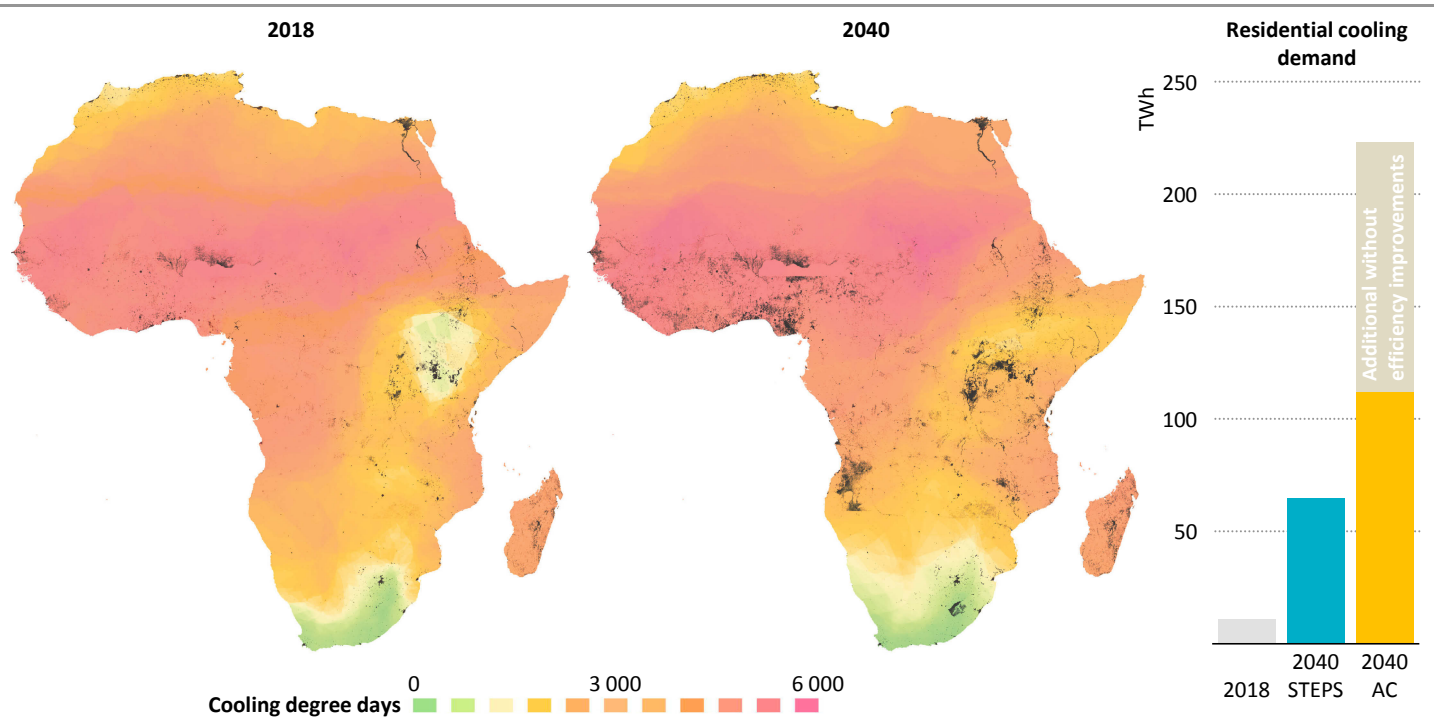 2018
2040
Residential cooling
demand
TWh
250
200
150
100
50
Additional without
efficiency improvements
2018
2040
STEPS
2040
AC
Cooling degree days
0
3 000
6 000